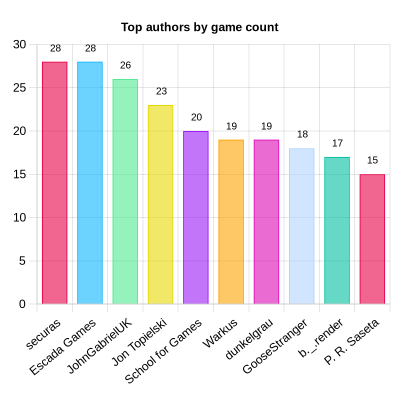 Top authors by game count
30
25
20
15
10
5
0
28
28
26
23
20
19
19
18
17
15
securas
Escada Games
JohnGabrielUK
Jon Topielski
School for Games
Warkus
dunkelgrau
GooseStranger
b._.render
P. R. Saseta